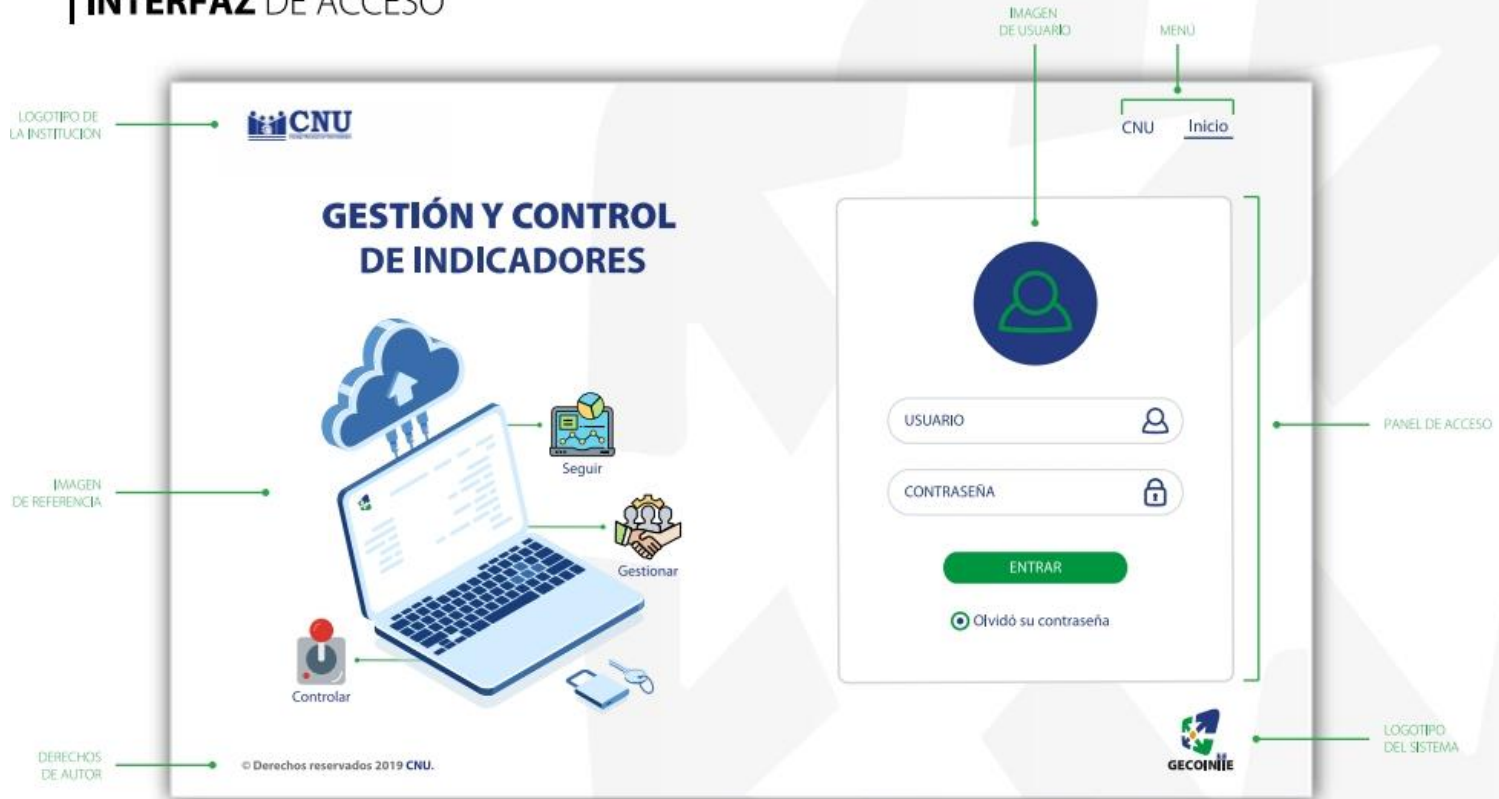 INTERFAZ DE ACCESO
IMAGEN
DE USUARIO
MENÚ
LOGOTIPO DE
LA INSTITUCIÓN
CNU
CNU Inicio
GESTIÓN Y CONTROL
DE INDICADORES
USUARIO
PANEL DE ACCESO
Seguir
CONTRASEÑA
IMAGEN
DE REFERENCIA
ENTRAR
Gestionar
Olvidó su contraseña
Controlar
LOGOTIPO
DEL SISTEMA
DERECHOS
DE AUTOR
© Derechos reservados 2019 CNU.
GECOINIIE